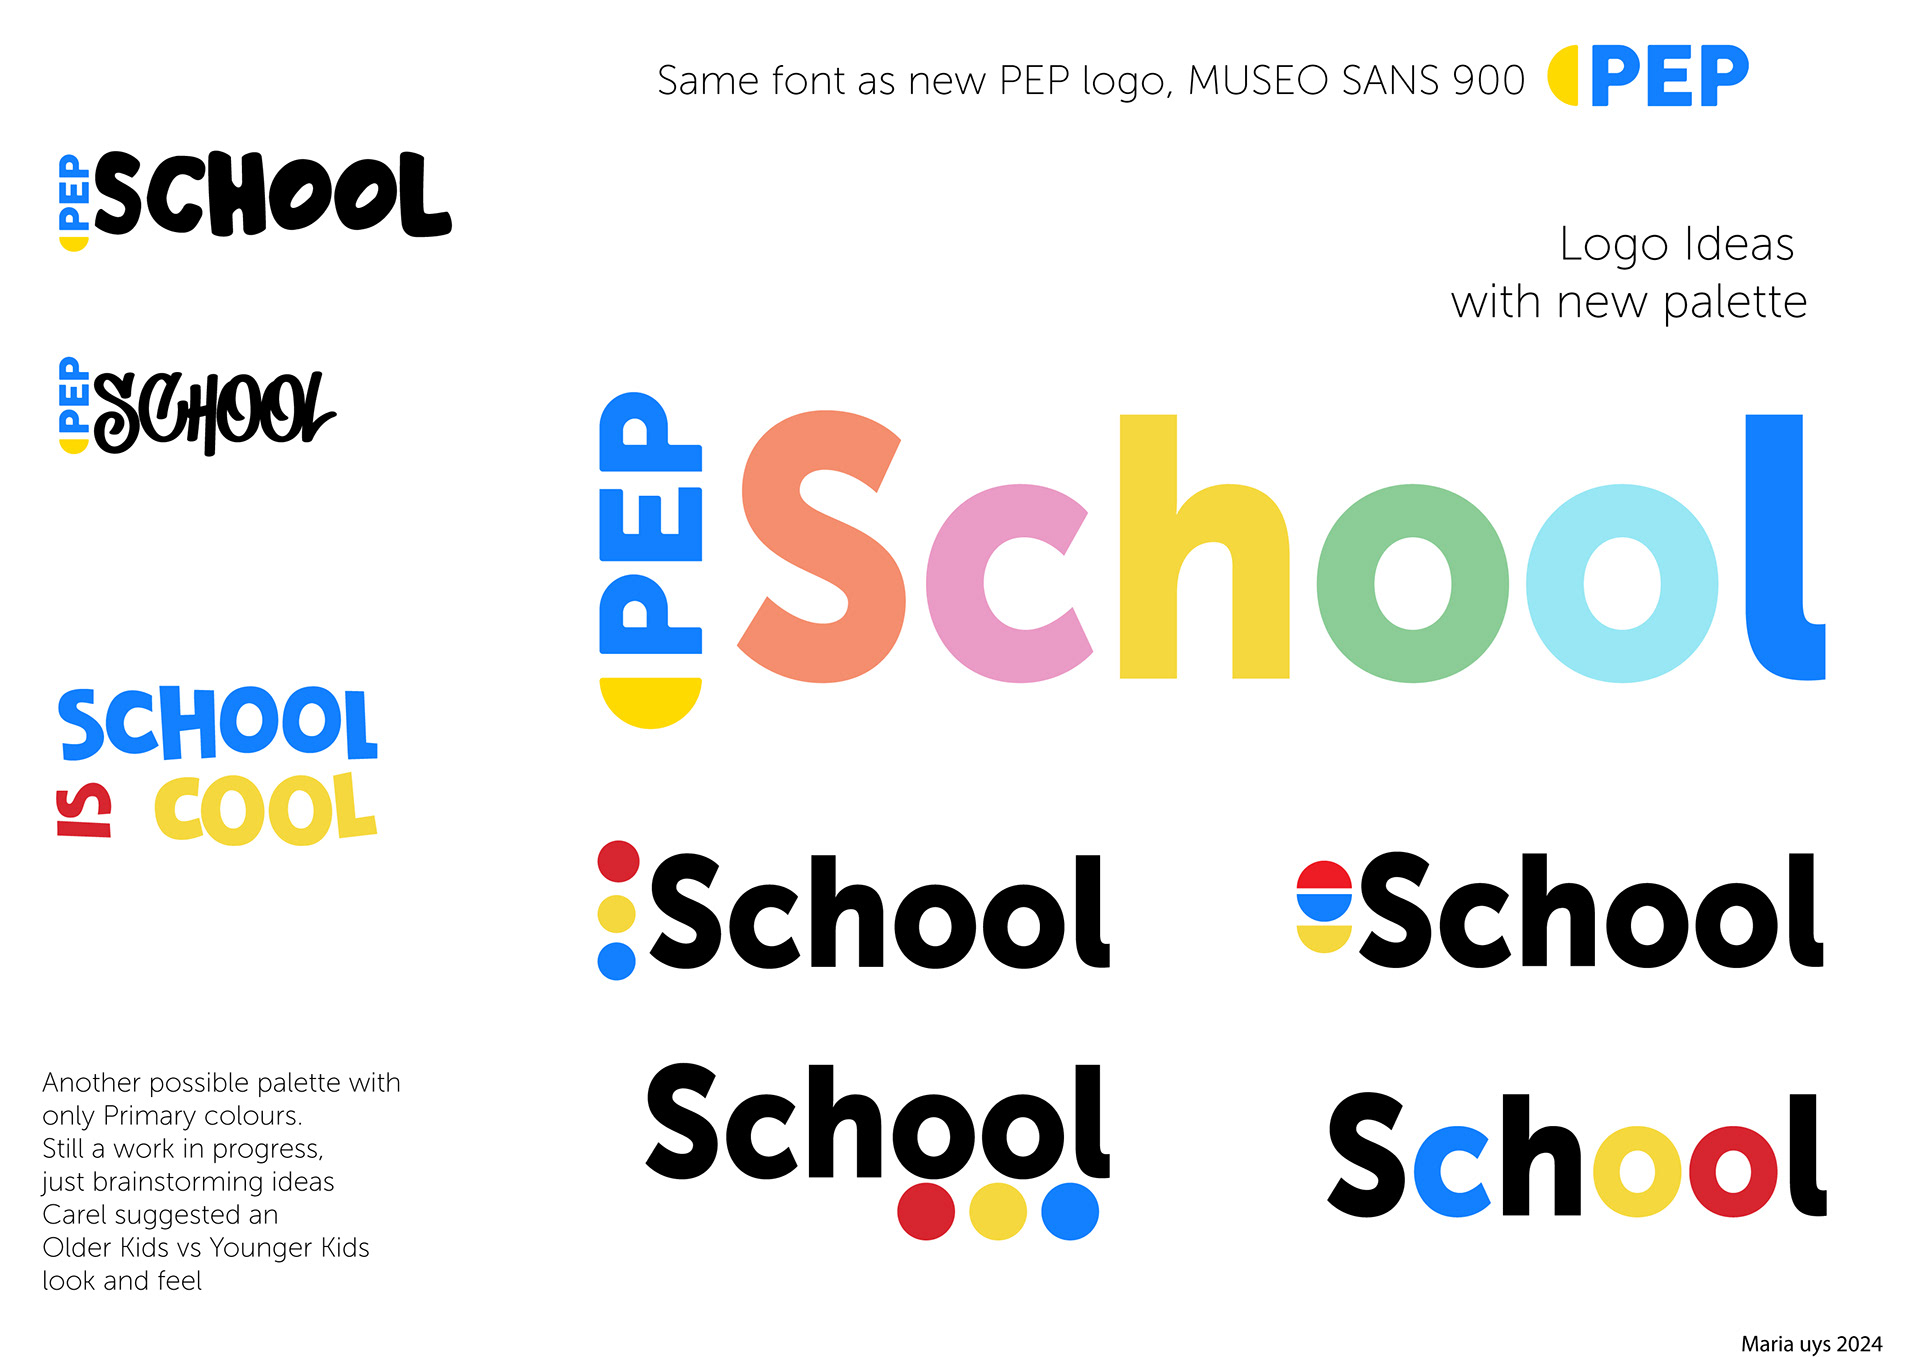 Same font as new PEP logo, MUSEO SANS 900
PEP
PEP
SCHOOL
Logo Ideas
with new palette
PEP
SCHOOL
PEP
School
SCHOOL
IS
COOL
School
School
School
School
Another possible palette with
only Primary colours.
Still a work in progress,
just brainstorming ideas
Carel suggested an
Older Kids vs Younger Kids
look and feel
Maria uys 2024